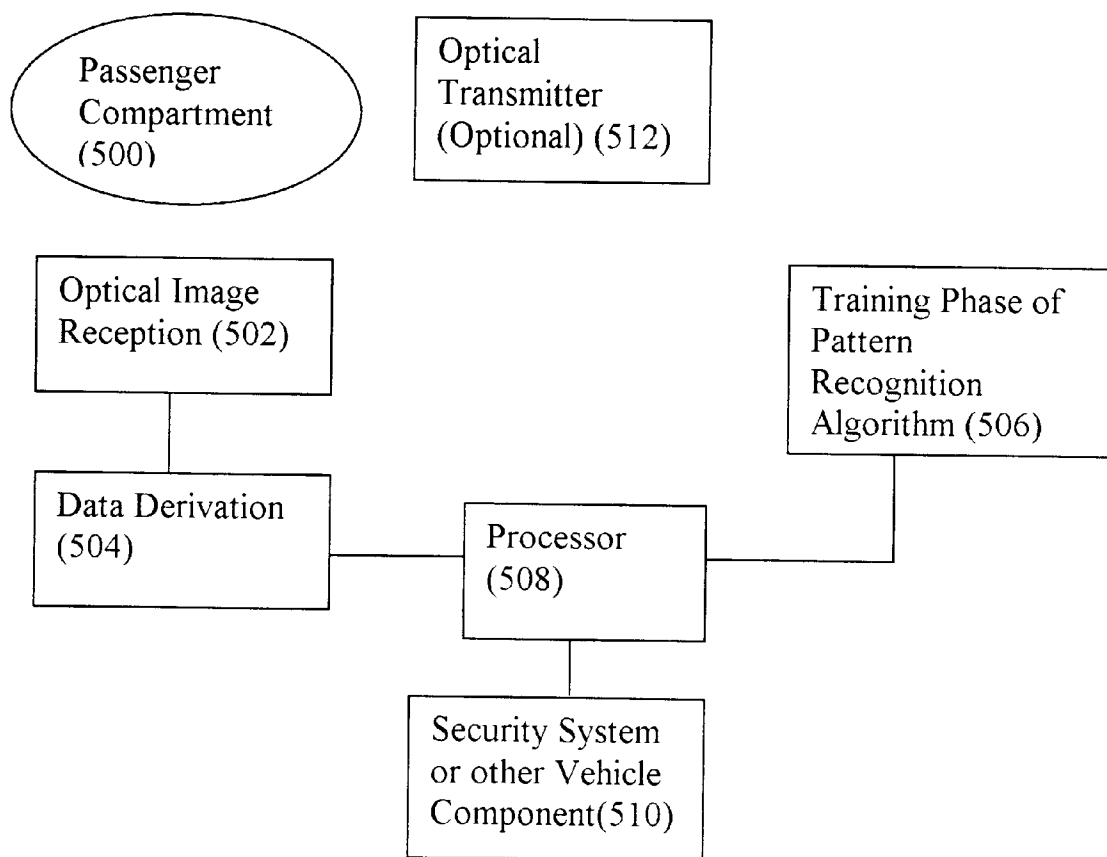 Passenger
Compartment
(500)
Optical
Transmitter
(Optional) (512)
Optical Image
Reception (502)
Training Phase of
Pattern
Recognition
Algorithm (506)
Data Derivation
(504)
Processor
(508)
Security System
or other Vehicle
Component(510)